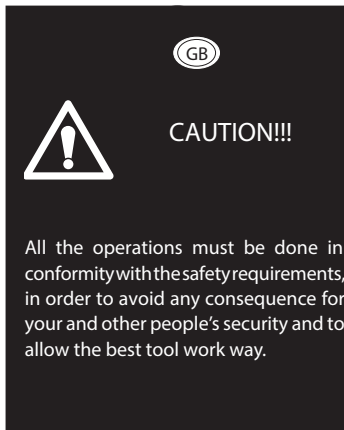 GB
CAUTION!!!
All the operations must be done in
conformity with the safety requirements,
in order to avoid any consequence for
your and other people's security and to
allow the best tool work way.